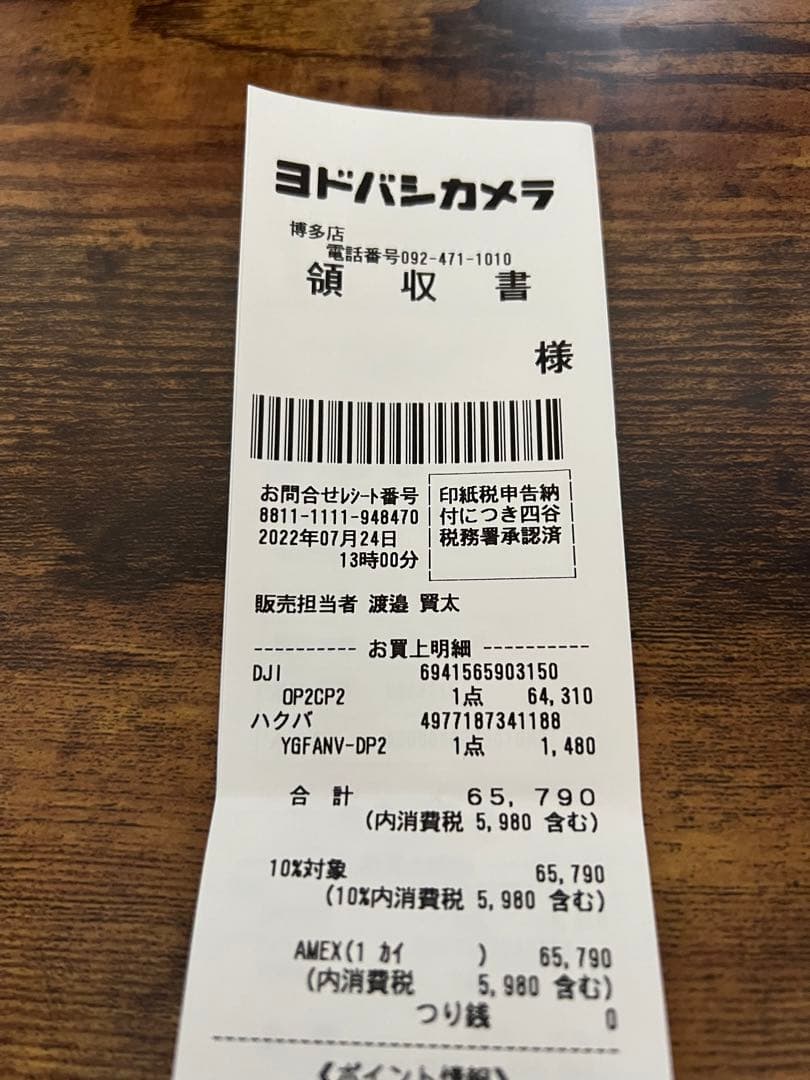 ヨドバシカメラ
博多店
電話番号092-471-1010
領 収 書
様
お問合せﾚｼｰﾄ番号
8811-1111-948470
2022年07月24日
13時00分
印紙税申告納
付につき四谷
税務署承認済
販売担当者 渡邉 賢太
---------- お買上明細 ----------
DJI 6941565903150
OP2CP2 1点 64,310
ハクバ 4977187341188
YGFANV-DP2 1点 1,480
合 計 65,790
(内消費税 5,980 含む)
10%対象 65,790
(10%内消費税 5,980 含む)
AMEX(1 ｶｲ ) 65,790
(内消費税 5,980 含む)
つり銭 0
《ポイント情報》